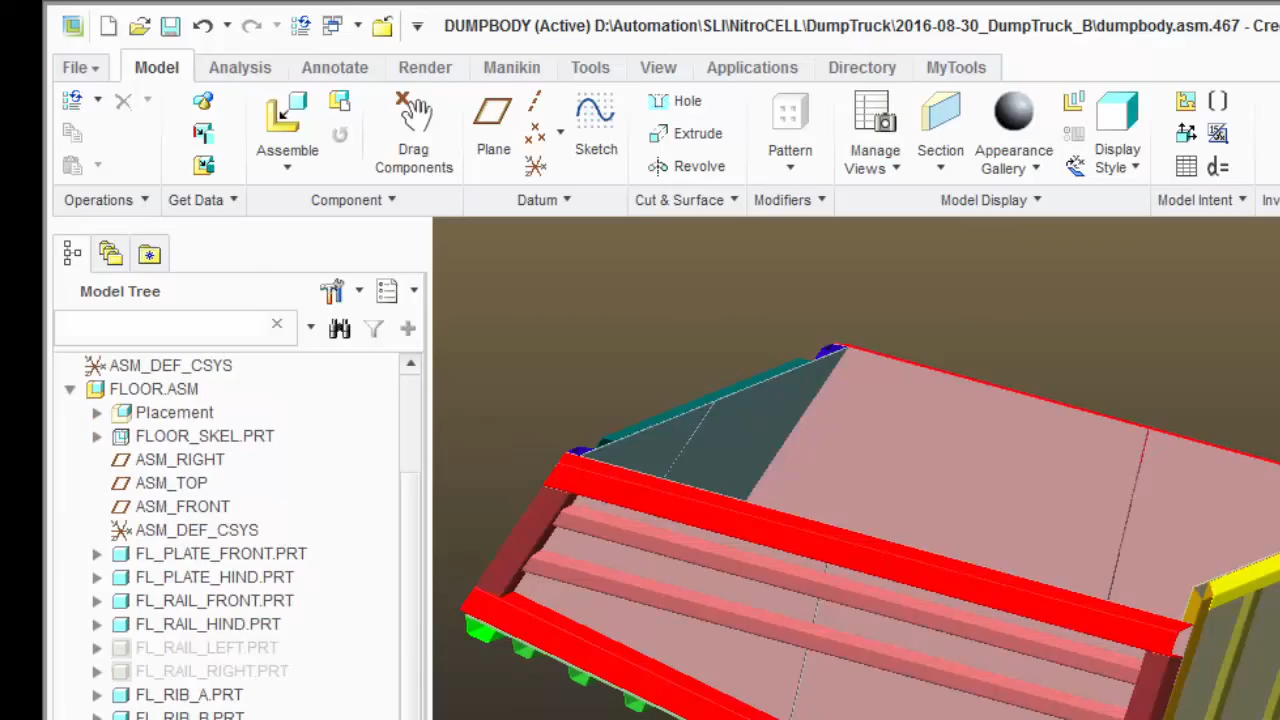 DUMPBODY (Active) D:\Automation\SLI\NitroCELL\DumpTruck\2016-08-30_DumpTruck_B\dumpbody.asm.467 - Cre
File Model Analysis Annotate Render Manikin Tools View Applications Directory MyTools
Assemble
Drag
Components
Plane
Sketch
Hole
Extrude
Revolve
Pattern
Manage
Views
Section
Appearance
Gallery
Display
Style
d=
Operations Get Data Component Datum Cut & Surface Modifiers Model Display Model Intent Inv
Model Tree
ASM_DEF_CSYS
FLOOR.ASM
Placement
FLOOR_SKEL.PRT
ASM_RIGHT
ASM_TOP
ASM_FRONT
ASM_DEF_CSYS
FL_PLATE_FRONT.PRT
FL_PLATE_HIND.PRT
FL_RAIL_FRONT.PRT
FL_RAIL_HIND.PRT
FL_RAIL_LEFT.PRT
FL_RAIL_RIGHT.PRT
FL_RIB_A.PRT
FL_RIB_B.PRT